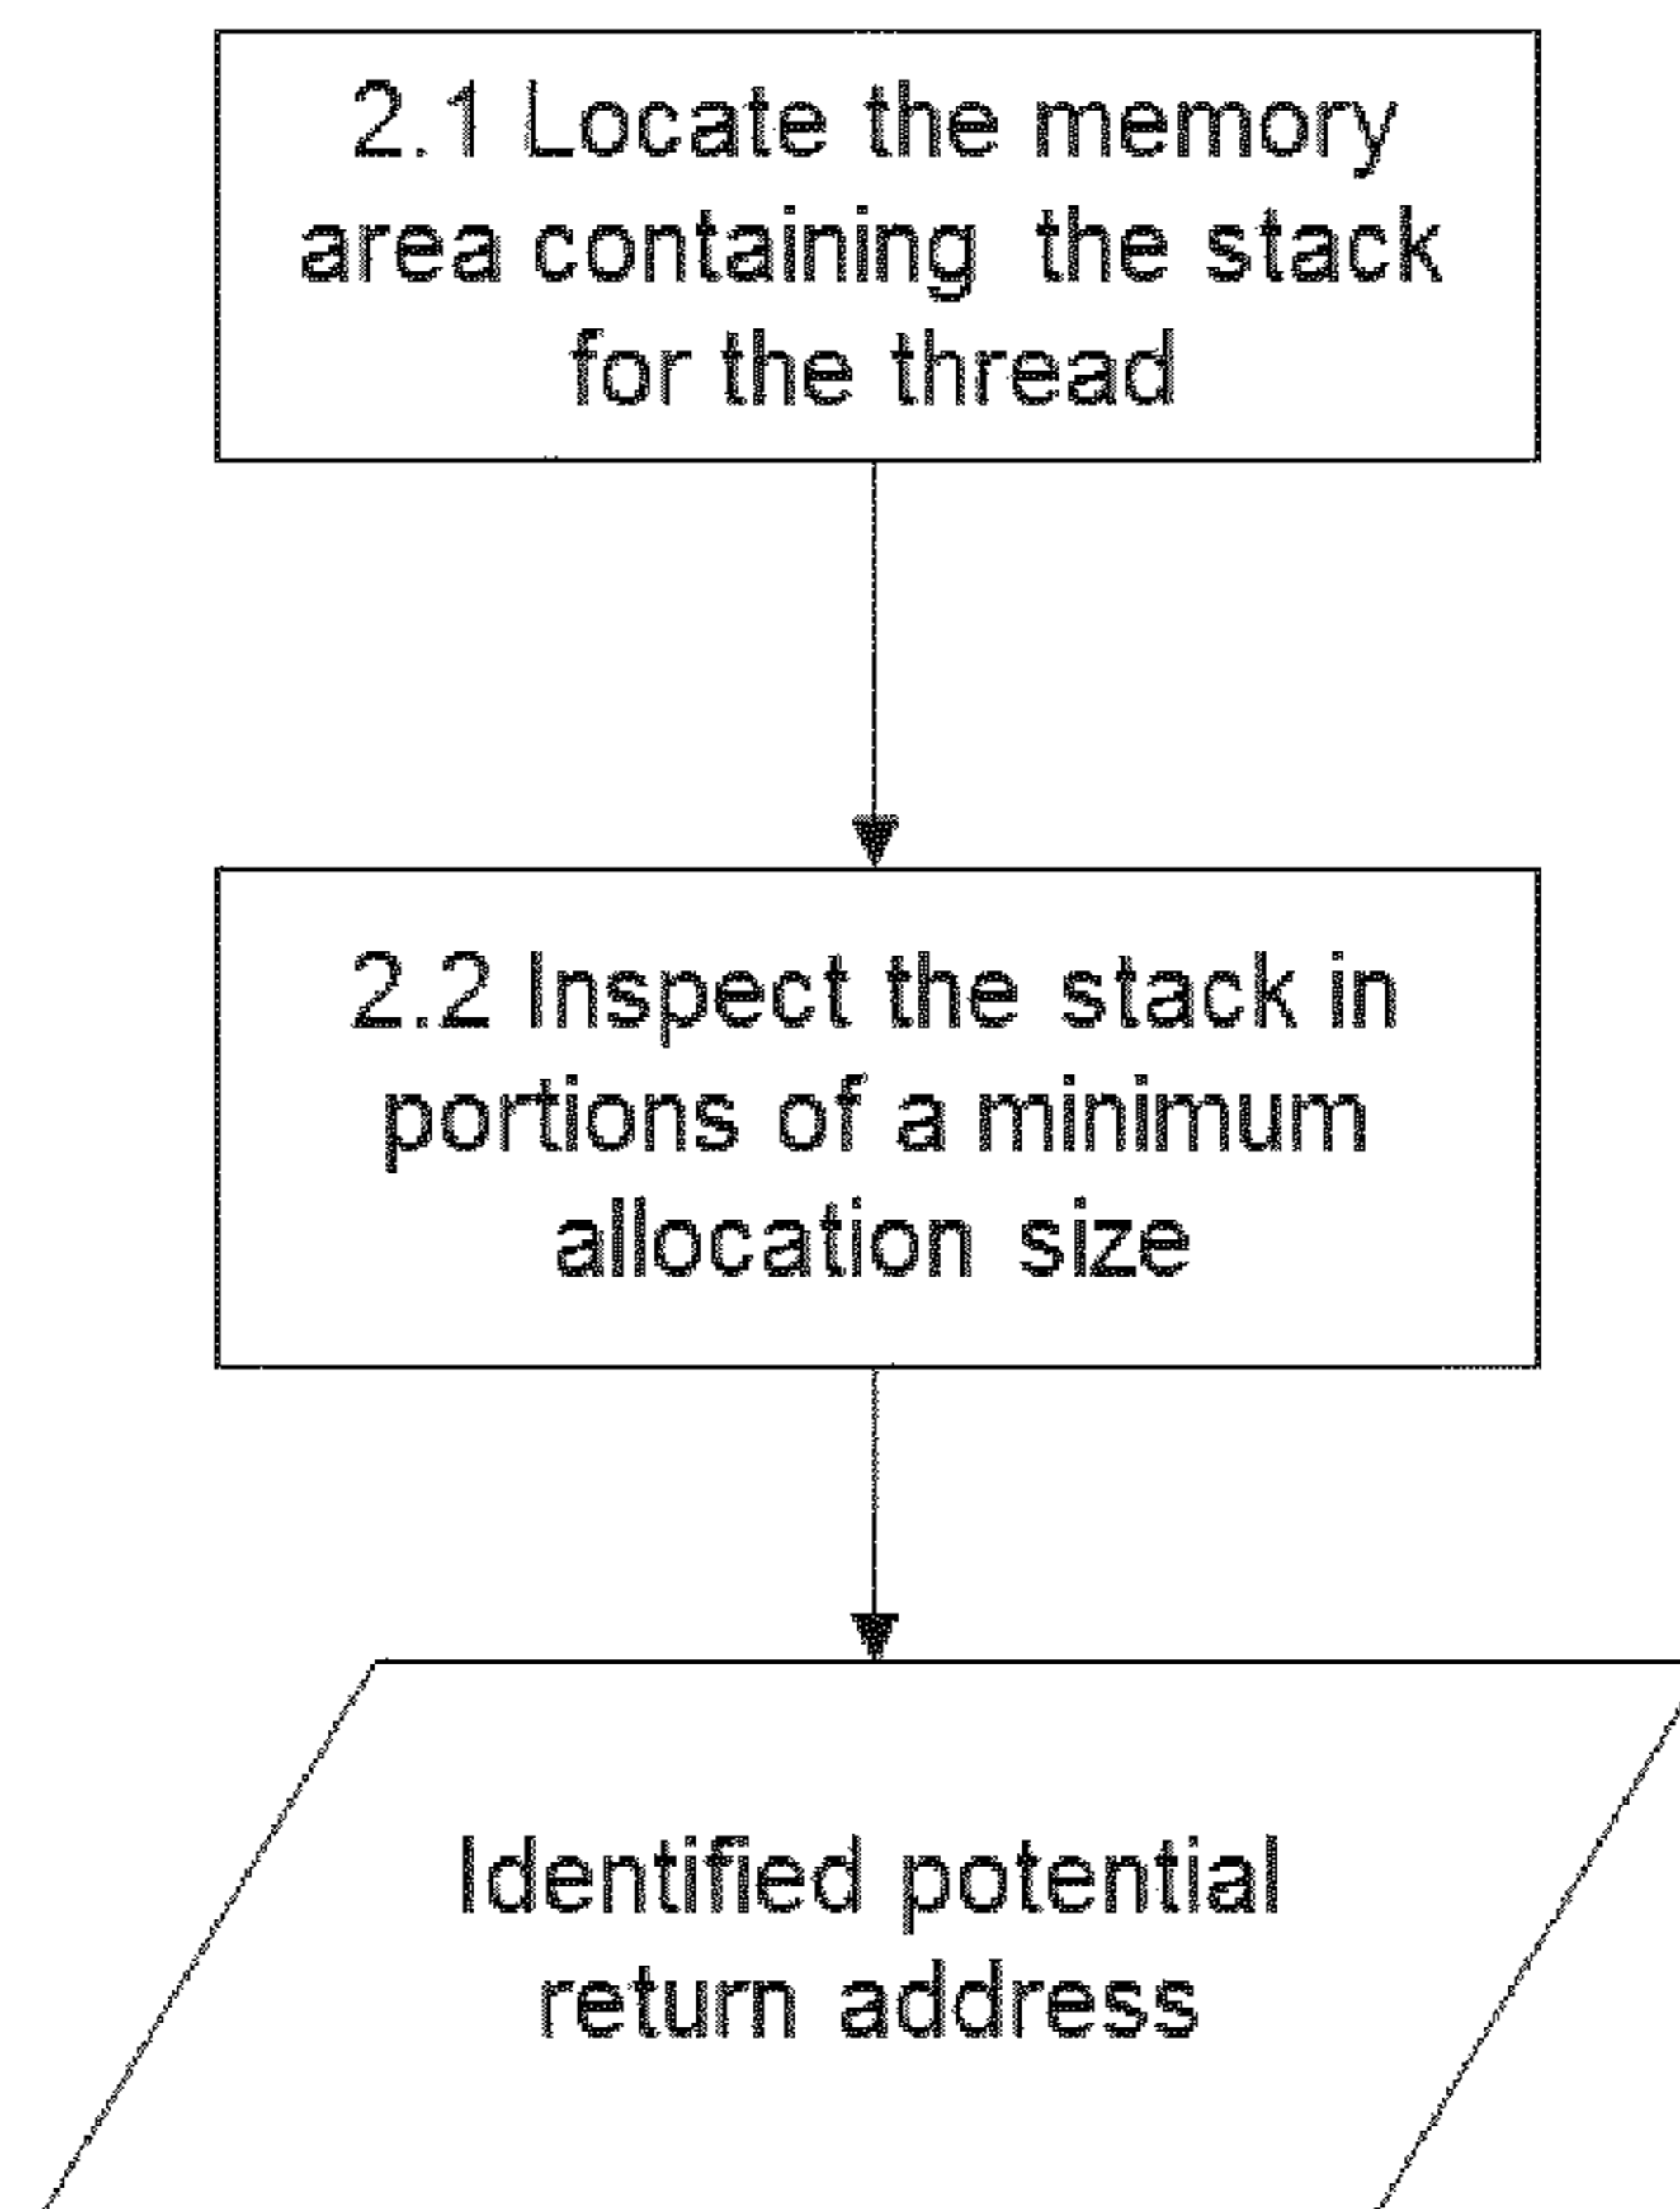 2.1 Locate the memory
area containing the stack
for the thread
2.2 Inspect the stack in
portions of a minimum
allocation size
Identified potential
return address